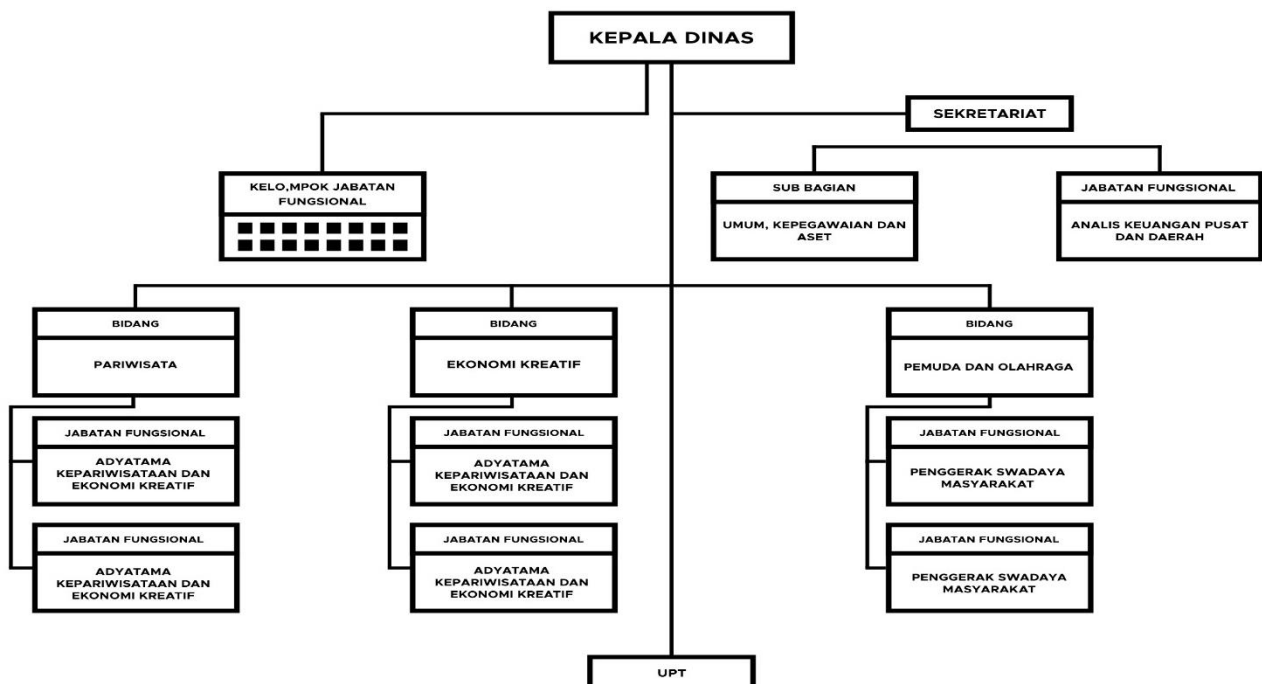 KEPALA DINAS
SEKRETARIAT
KELO,MPOK JABATAN
FUNGSIONAL
SUB BAGIAN
UMUM, KEPEGAWAIAN DAN
ASET
JABATAN FUNGSIONAL
ANALIS KEUANGAN PUSAT
DAN DAERAH
BIDANG
PARIWISATA
BIDANG
EKONOMI KREATIF
BIDANG
PEMUDA DAN OLAHRAGA
JABATAN FUNGSIONAL
ADYATAMA
KEPARIWISATAAN DAN
EKONOMI KREATIF
JABATAN FUNGSIONAL
ADYATAMA
KEPARIWISATAAN DAN
EKONOMI KREATIF
JABATAN FUNGSIONAL
PENGGERAK SWADAYA
MASYARAKAT
JABATAN FUNGSIONAL
ADYATAMA
KEPARIWISATAAN DAN
EKONOMI KREATIF
JABATAN FUNGSIONAL
ADYATAMA
KEPARIWISATAAN DAN
EKONOMI KREATIF
JABATAN FUNGSIONAL
PENGGERAK SWADAYA
MASYARAKAT
UPT